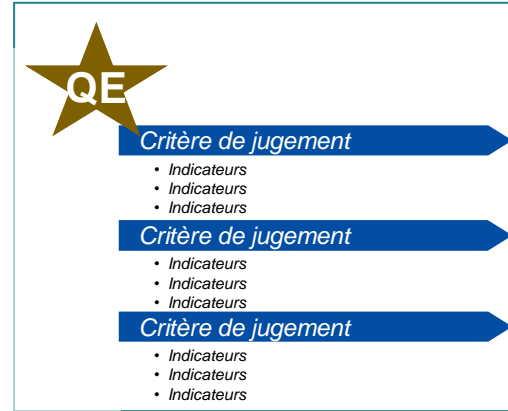 QE
Critère de jugement
• Indicateurs
• Indicateurs
• Indicateurs
Critère de jugement
• Indicateurs
• Indicateurs
• Indicateurs
Critère de jugement
• Indicateurs
• Indicateurs
• Indicateurs